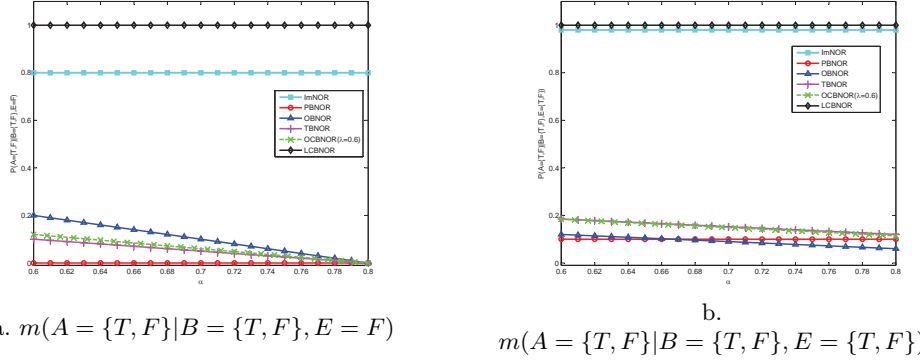 P(A={T,F}|B={T,F},E=F)
1
0.8
0.6
0.4
0.2
0
0.6 0.62 0.64 0.66 0.68 0.7 0.72 0.74 0.76 0.78 0.8
α
ImNOR
PBNOR
OBNOR
TBNOR
OCBNOR(λ=0.6)
LCBNOR
. m(A = {T, F}|B = {T, F}, E = F)
P(A={T,F}|B={T,F},E={T,F})
1
0.8
0.6
0.4
0.2
0
0.6 0.62 0.64 0.66 0.68 0.7 0.72 0.74 0.76 0.78 0.8
α
ImNOR
PBNOR
OBNOR
TBNOR
OCBNOR(λ=0.6)
LCBNOR
b.
m(A = {T, F}|B = {T, F}, E = {T, F})